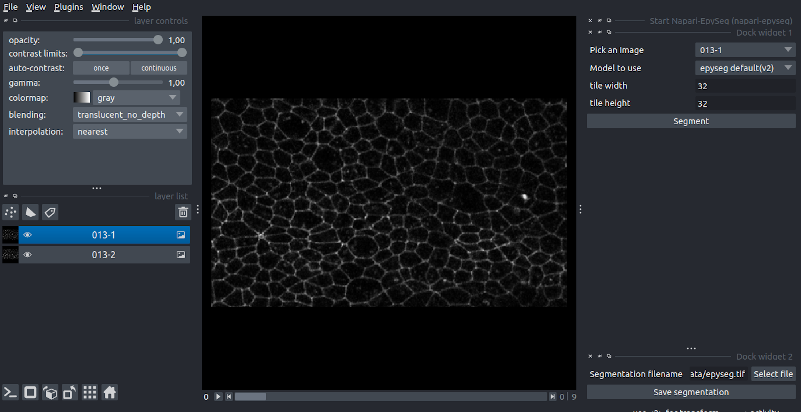 File View Plugins Window Help
layer controls
opacity: 1,00
contrast limits:
auto-contrast: once continuous
gamma: 1,00
colormap: gray
blending: translucent_no_depth
interpolation: nearest
layer list
013-1
013-2
0 0 9
Start Napari-EpySeg (napari-epyseg)
Dock widget 1
Pick an Image 013-1
Model to use epyseg default(v2)
tile width 32
tile height 32
Segment
Dock widget 2
Segmentation filename ata/epyseg.tif Select file
Save segmentation
activity